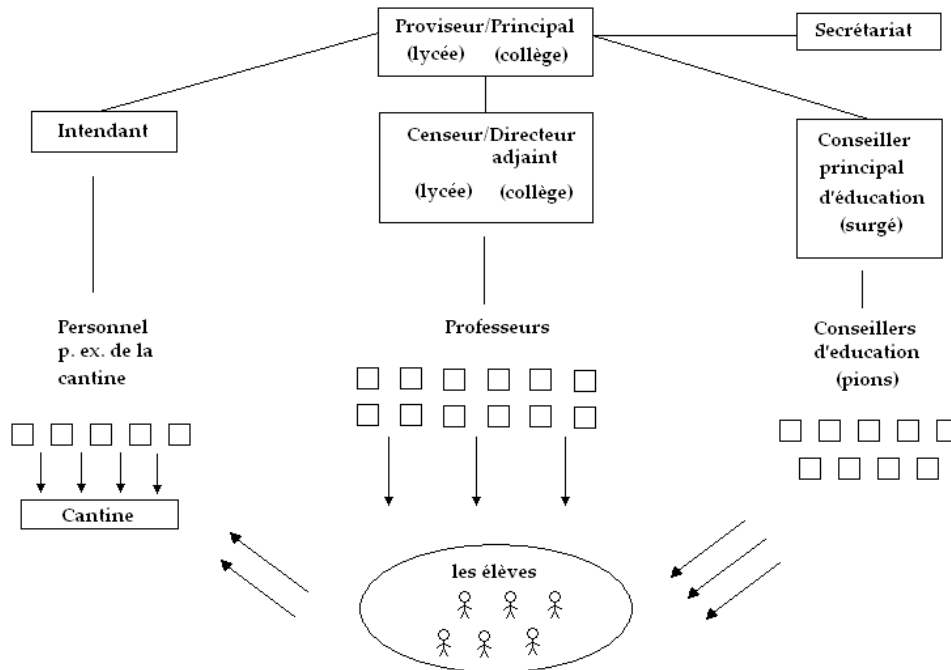 Proviseur/Principal
(lycée) (collège)
Secrétariat
Intendant
Censeur/Directeur
adjaint
(lycée) (collège)
Conseiller
principal
d'éducation
(surgé)
Personnel
p. ex. de la
cantine
Professeurs
Conseillers
d'education
(pions)
Cantine
les élèves